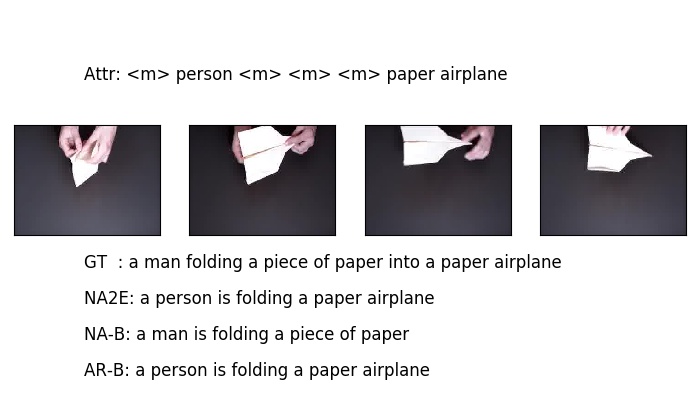 Attr: <m> person <m> <m> <m> paper airplane
GT : a man folding a piece of paper into a paper airplane
NA2E: a person is folding a paper airplane
NA-B: a man is folding a piece of paper
AR-B: a person is folding a paper airplane